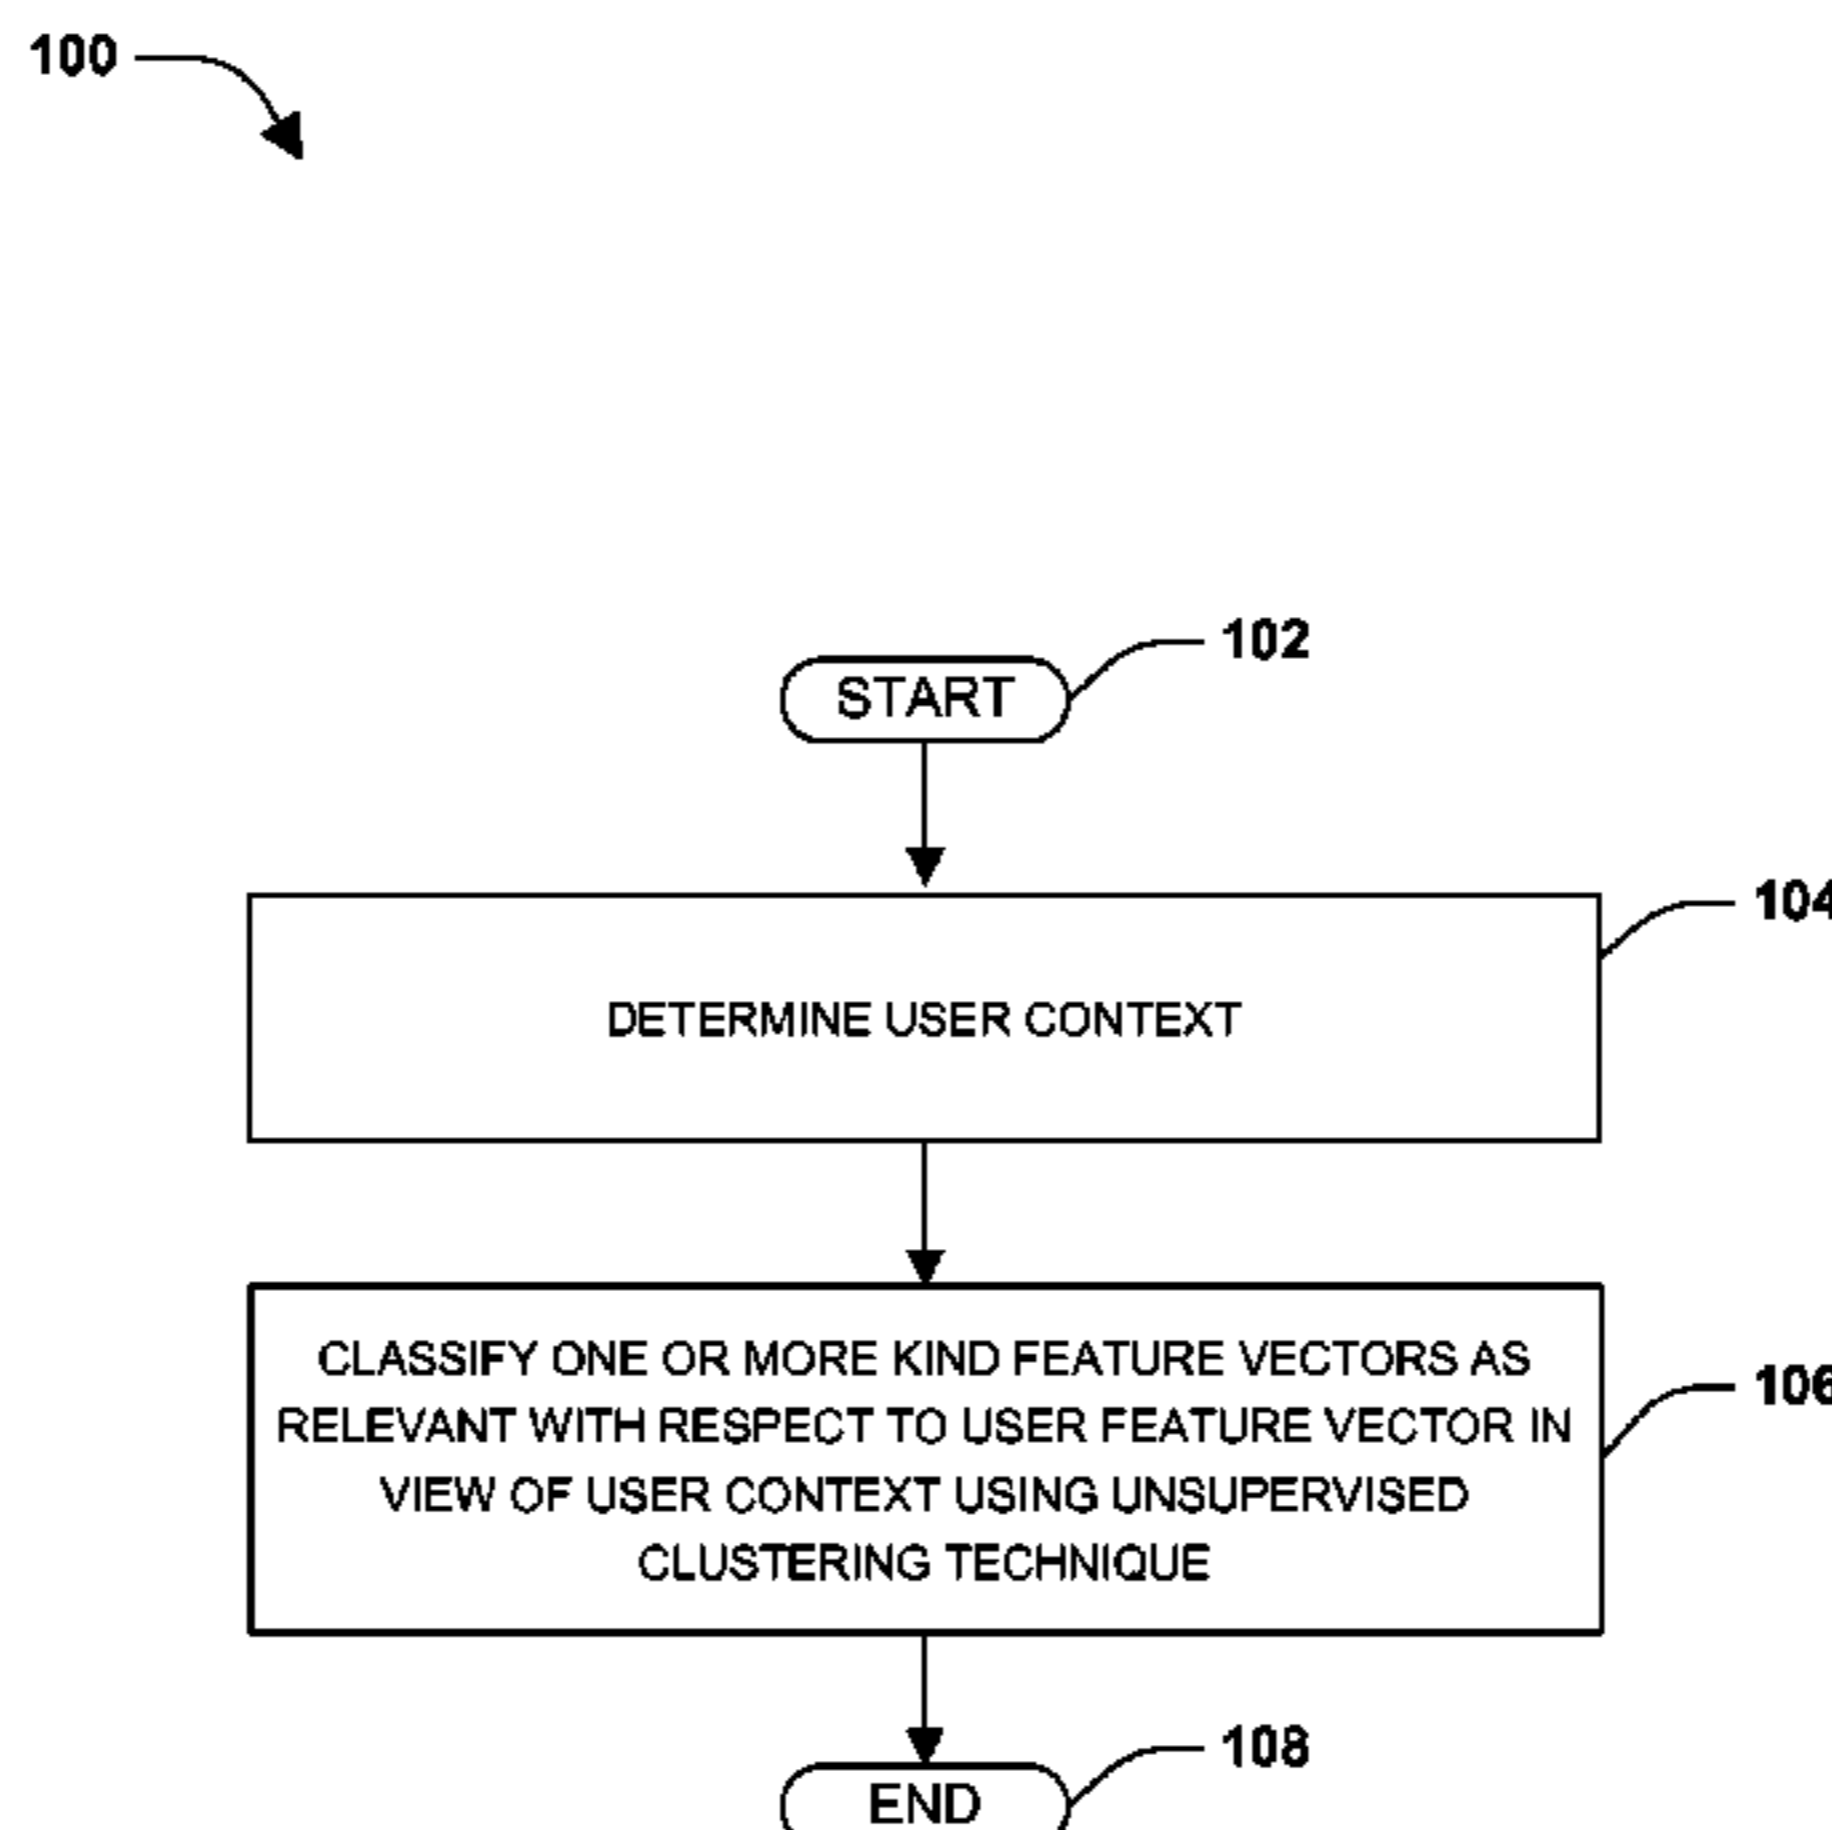 100
START
102
DETERMINE USER CONTEXT
104
CLASSIFY ONE OR MORE KIND FEATURE VECTORS AS
RELEVANT WITH RESPECT TO USER FEATURE VECTOR IN
VIEW OF USER CONTEXT USING UNSUPERVISED
CLUSTERING TECHNIQUE
106
END
108